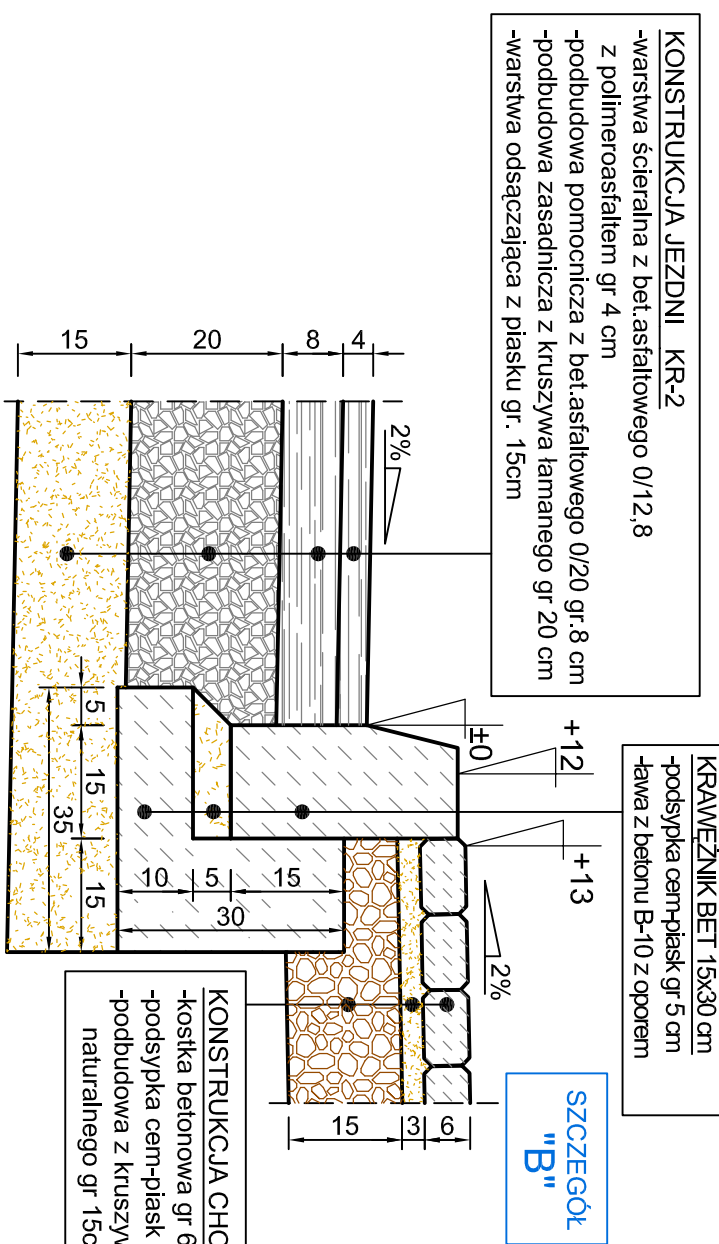 KONSTRUKCJA JEZDNI KR-2
-warstwa ścieralna z bet.asfaltowego 0/12,8
z polimeroasfaltem gr 4 cm
-podbudowa pomocnicza z bet.asfaltowego 0/20 gr.8 cm
-podbudowa zasadnicza z kruszywa łamanego gr 20 cm
-warstwa odsączająca z piasku gr. 15cm
KRAWĘŻNIK BET 15x30 cm
-podsypka cem-piask gr 5 cm
-ława z betonu B-10 z oporem
SZCZEGÓŁ
"B"
+12
+13
±0
2%
2%
4
8
20
15
6
3
15
15
5
10
30
5
15
15
35
KONSTRUKCJA
-kostka betonowa gr
-podsypka cem-piask
-podbudowa z
naturalnego gr